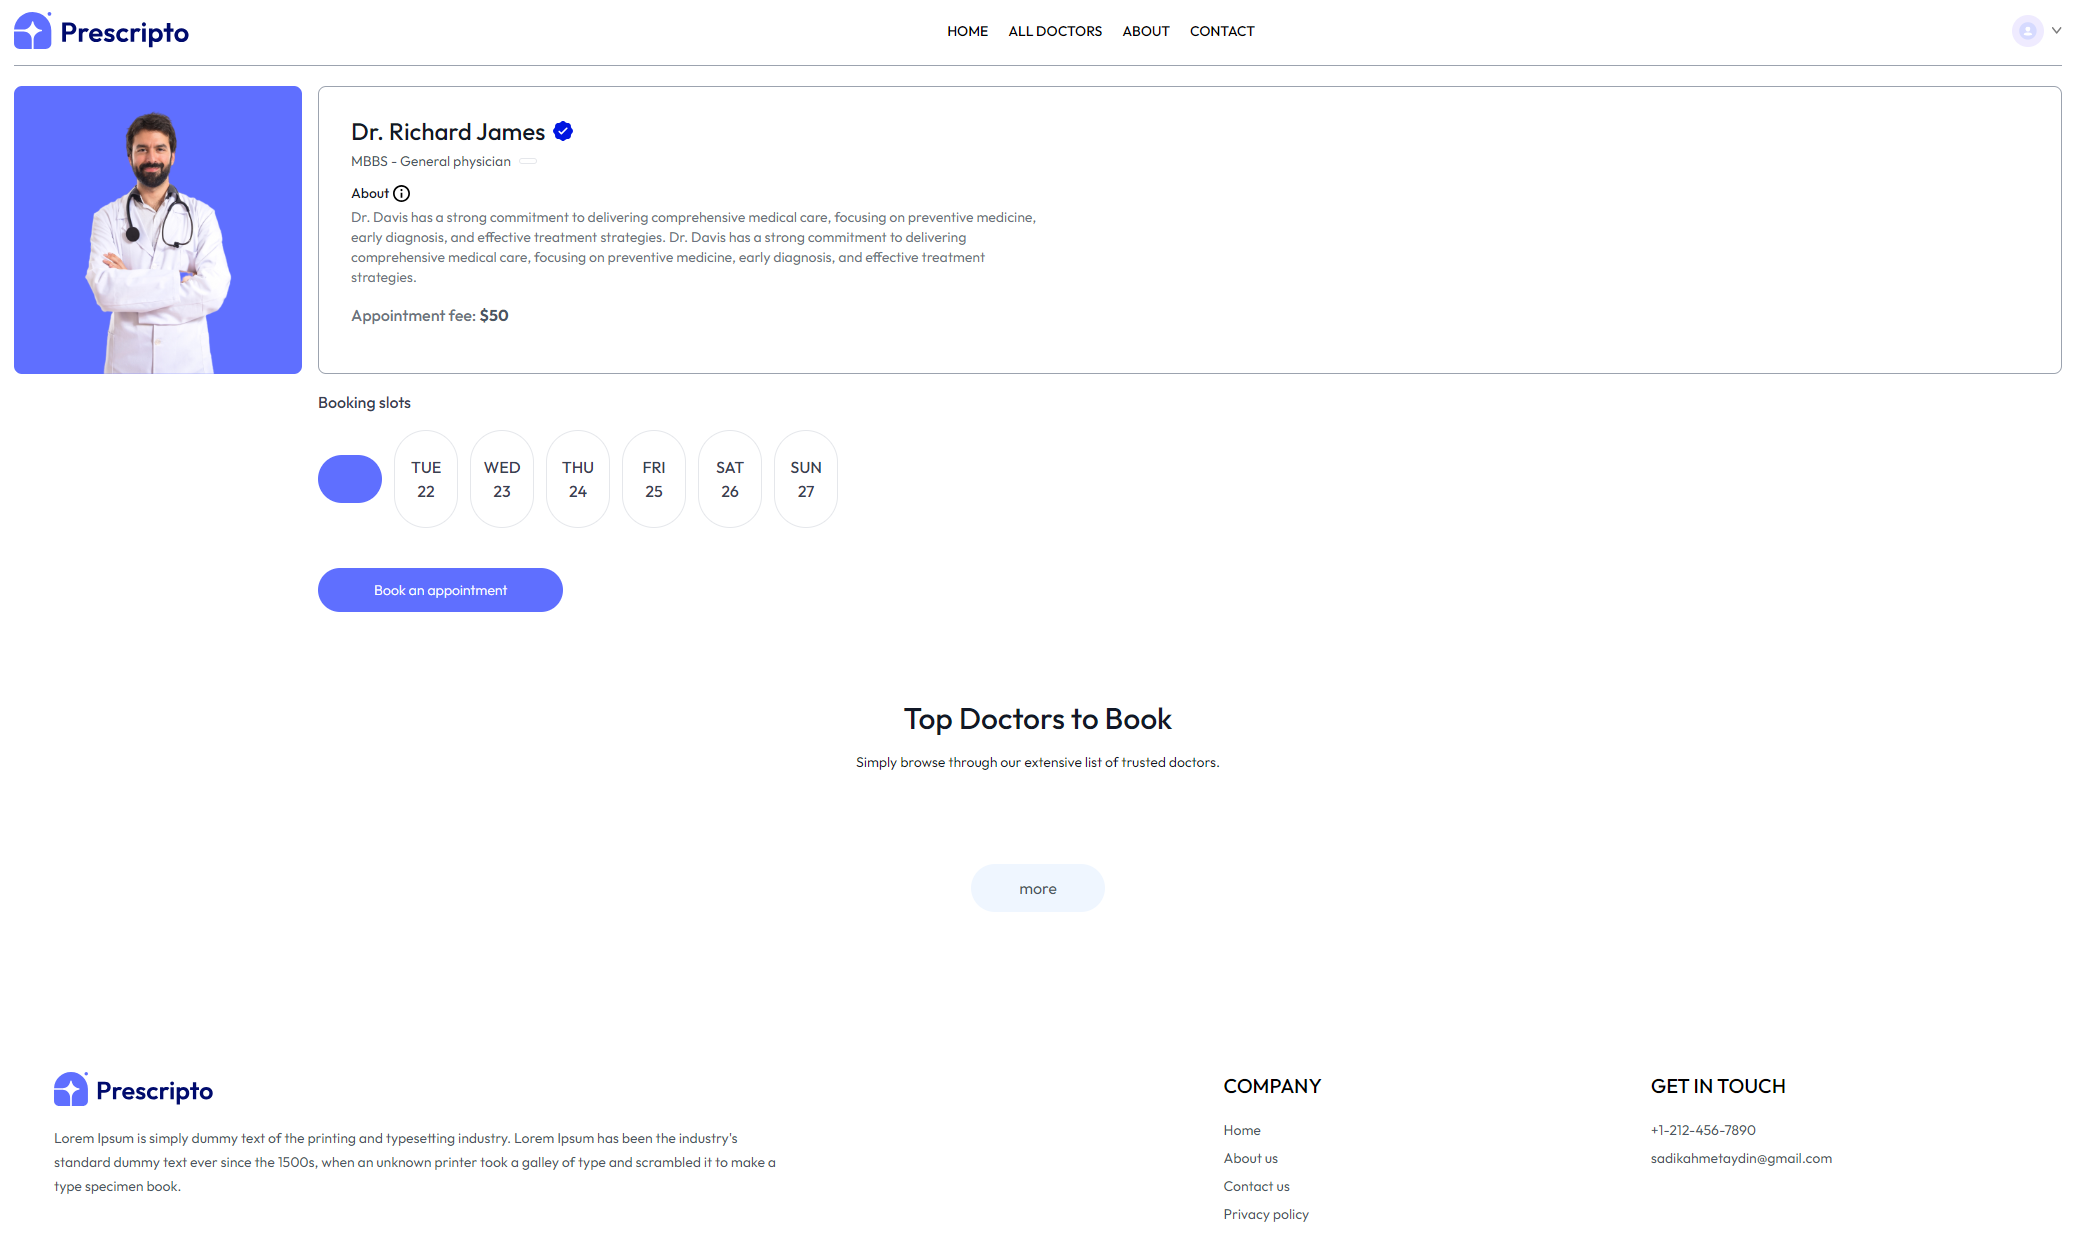 Prescripto
HOME
ALL DOCTORS
ABOUT
CONTACT
Dr. Richard James
MBBS - General physician
About
Dr. Davis has a strong commitment to delivering comprehensive medical care, focusing on preventive medicine,
early diagnosis, and effective treatment strategies. Dr. Davis has a strong commitment to delivering
comprehensive medical care, focusing on preventive medicine, early diagnosis, and effective treatment
strategies.
Appointment fee: $50
Booking slots
TUE
22
WED
23
THU
24
FRI
25
SAT
26
SUN
27
Book an appointment
Top Doctors to Book
Simply browse through our extensive list of trusted doctors.
more
Prescripto
Lorem Ipsum is simply dummy text of the printing and typesetting industry. Lorem Ipsum has been the industry's
standard dummy text ever since the 1500s, when an unknown printer took a galley of type and scrambled it to make a
type specimen book.
COMPANY
Home
About us
Contact us
Privacy policy
GET IN TOUCH
+1-212-456-7890
sadikahmetaydin@gmail.com